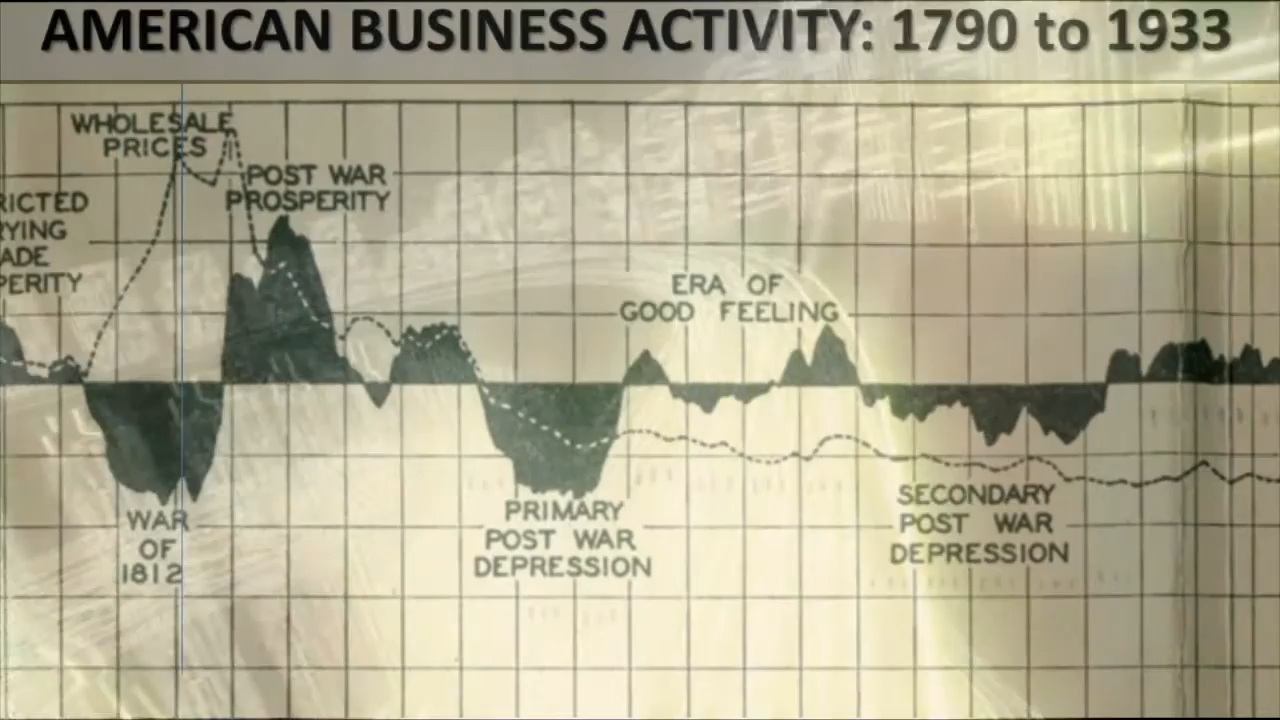 AMERICAN BUSINESS ACTIVITY: 1790 to 1933
WHOLESALE
PRICES
RICTED
RYING
ADE
PERITY
POST WAR
PROSPERITY
ERA OF
GOOD FEELING
WAR
OF
1812
PRIMARY
POST WAR
DEPRESSION
SECONDARY
POST WAR
DEPRESSION